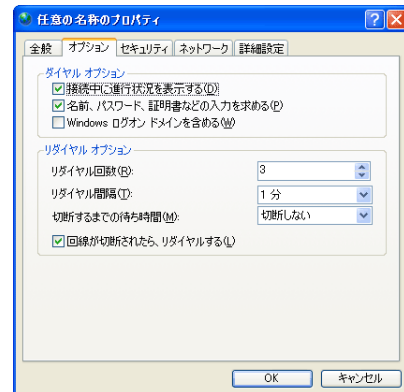 任意の名称のプロパティ
全般 オプション セキュリティ ネットワーク 詳細設定
ダイヤル オプション
接続中に進行状況を表示する(D)
名前、パスワード、証明書などの入力を求める(P)
Windows ログオン ドメインを含める(W)
リダイヤル オプション
リダイヤル回数(R): 3
リダイヤル間隔(T): 1 分
切断するまでの待ち時間(M): 切断しない
回線が切断されたら、リダイヤルする(L)
OK キャンセル